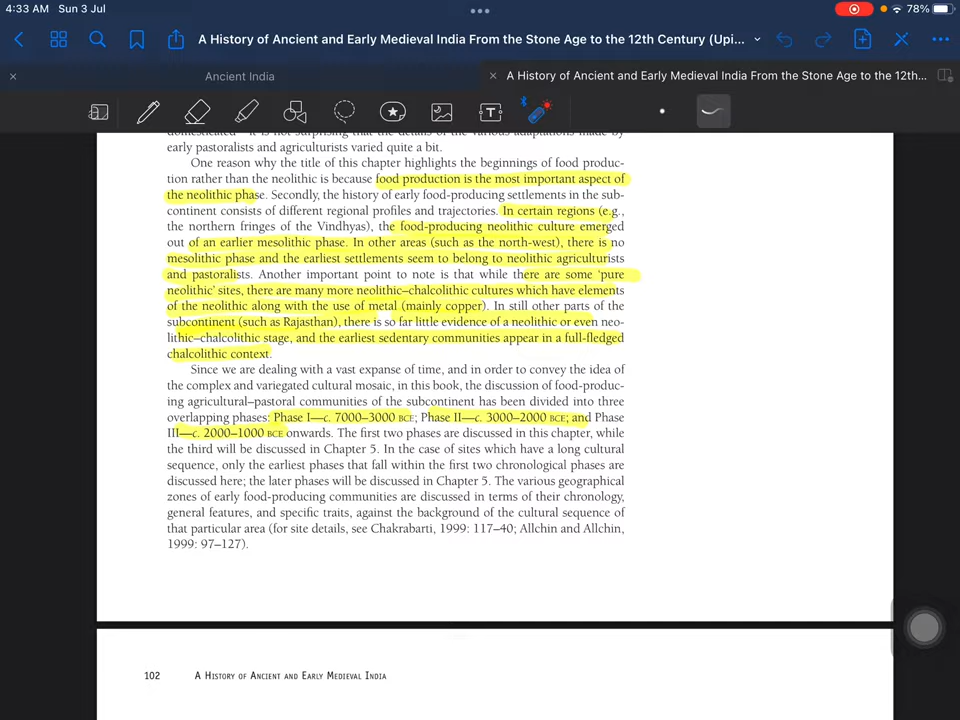 4:33 AM Sun 3 Jul
78%
A History of Ancient and Early Medieval India From the Stone Age to the 12th Century (Upi...
Ancient India
A History of Ancient and Early Medieval India From the Stone Age to the 12th...
domesticated—it is not surprising that the details of the various adaptations made by
early pastoralists and agriculturists varied quite a bit.
One reason why the title of this chapter highlights the beginnings of food produc-
tion rather than the neolithic is because food production is the most important aspect of
the neolithic phase. Secondly, the history of early food-producing settlements in the sub-
continent consists of different regional profiles and trajectories. In certain regions (e.g.,
the northern fringes of the Vindhyas), the food-producing neolithic culture emerged
out of an earlier mesolithic phase. In other areas (such as the north-west), there is no
mesolithic phase and the earliest settlements seem to belong to neolithic agriculturists
and pastoralists. Another important point to note is that while there are some ‘pure
neolithic’ sites, there are many more neolithic–chalcolithic cultures which have elements
of the neolithic along with the use of metal (mainly copper). In still other parts of the
subcontinent (such as Rajasthan), there is so far little evidence of a neolithic or even neo-
lithic–chalcolithic stage, and the earliest sedentary communities appear in a full-fledged
chalcolithic context.
Since we are dealing with a vast expanse of time, and in order to convey the idea of
the complex and variegated cultural mosaic, in this book, the discussion of food-produc-
ing agricultural–pastoral communities of the subcontinent has been divided into three
overlapping phases: Phase I—c. 7000–3000 BCE; Phase II—c. 3000–2000 BCE; and Phase
III—c. 2000–1000 BCE onwards. The first two phases are discussed in this chapter, while
the third will be discussed in Chapter 5. In the case of sites which have a long cultural
sequence, only the earliest phases that fall within the first two chronological phases are
discussed here; the later phases will be discussed in Chapter 5. The various geographical
zones of early food-producing communities are discussed in terms of their chronology,
general features, and specific traits, against the background of the cultural sequence of
that particular area (for site details, see Chakrabarti, 1999: 117–40; Allchin and Allchin,
1999: 97–127).
102 A History of Ancient and Early Medieval India